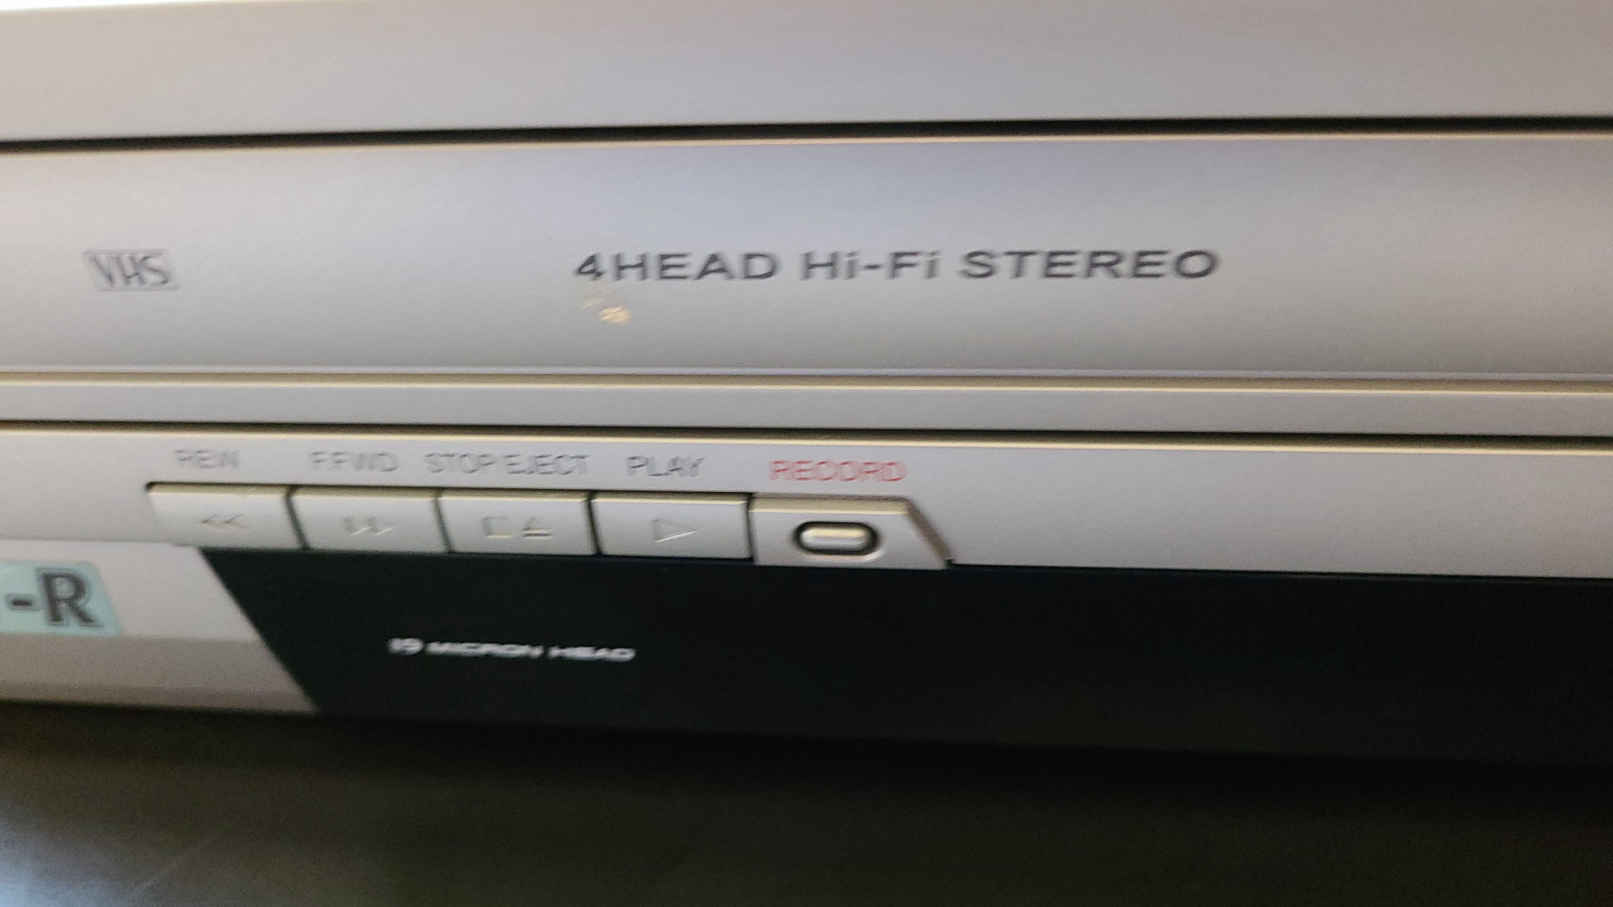 VHS
4HEAD Hi-Fi STEREO
REW F.FWD STOP/EJECT PLAY RECORD
-R
19 MICRON HEAD